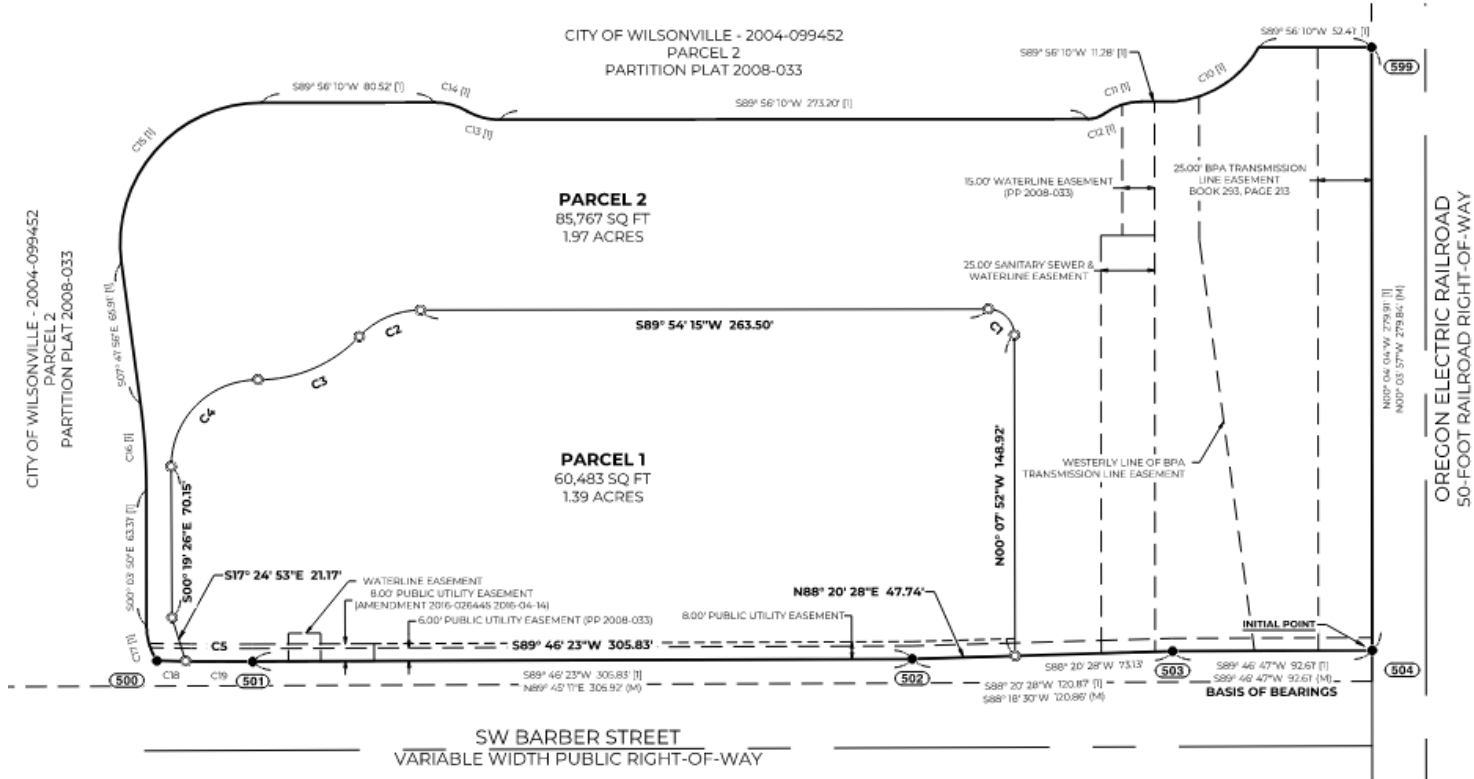 CITY OF WILSONVILLE - 2004-099452
PARCEL 2
PARTITION PLAT 2008-033
S89° 56' 10"W 52.41' [1]
599
S89° 56' 10"W 11.28' [1]
C10 [1]
C11 [1]
C12 [1]
S89° 56' 10"W 80.52' [1]
C14 [1]
C13 [1]
S89° 56' 10"W 273.20' [1]
C15 [1]
PARCEL 2
85,767 SQ FT
1.97 ACRES
15.00' WATERLINE EASEMENT
(PP 2008-033)
25.00' BPA TRANSMISSION
LINE EASEMENT
BOOK 293, PAGE 213
25.00' SANITARY SEWER &
WATERLINE EASEMENT
CITY OF WILSONVILLE - 2004-099452
PARCEL 2
PARTITION PLAT 2008-033
S07° 47' 56"E 65.91' [1]
C2
S89° 54' 15"W 263.50'
C1
C3
C4
N00° 04' 04"W 279.91' [1]
N00° 03' 57"W 279.84' (M)
OREGON ELECTRIC RAILROAD
50-FOOT RAILROAD RIGHT-OF-WAY
C16 [1]
PARCEL 1
60,483 SQ FT
1.39 ACRES
N00° 07' 52"W 148.92'
WESTERLY LINE OF BPA
TRANSMISSION LINE EASEMENT
S00° 03' 50"E 63.37' [1]
S00° 19' 26"E 70.15'
S17° 24' 53"E 21.17'
WATERLINE EASEMENT
8.00' PUBLIC UTILITY EASEMENT
(AMENDMENT 2016-026445 2016-04-14)
6.00' PUBLIC UTILITY EASEMENT (PP 2008-033)
8.00' PUBLIC UTILITY EASEMENT
N88° 20' 28"E 47.74'
INITIAL POINT
C17 [1]
C5
S89° 46' 23"W 305.83'
500
C18
C19
501
S89° 46' 23"W 305.83' [1]
N89° 45' 11"E 305.92' (M)
502
S88° 20' 28"W 73.13'
S88° 20' 28"W 120.87' [1]
S88° 18' 30"W 120.86' (M)
503
S89° 46' 47"W 92.61' [1]
S89° 46' 47"W 92.61' (M)
BASIS OF BEARINGS
504
SW BARBER STREET
VARIABLE WIDTH PUBLIC RIGHT-OF-WAY